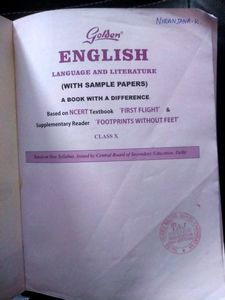 NIRANJANA.R
Golden
ENGLISH
LANGUAGE AND LITERATURE
(WITH SAMPLE PAPERS)
A BOOK WITH A DIFFERENCE
Based on NCERT Textbook "FIRST FLIGHT" &
Supplementary Reader "FOOTPRINTS WITHOUT FEET"
CLASS X
Based on New Syllabus, Issued by Central Board of Secondary Education, Delhi